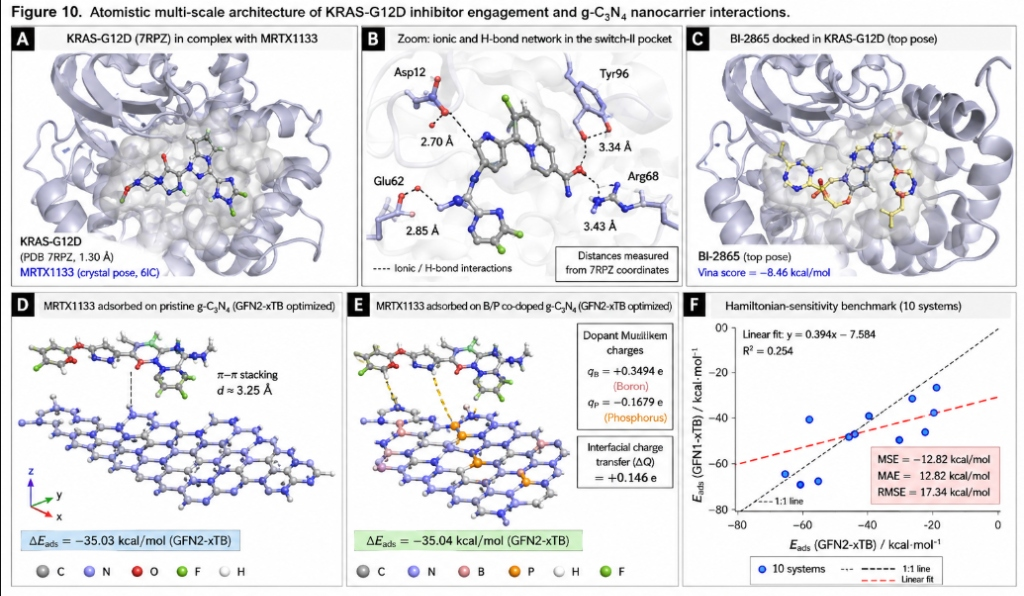 Figure 10. Atomistic multi-scale architecture of KRAS-G12D inhibitor engagement and g-C₃N₄ nanocarrier interactions.
A
KRAS-G12D (7RPZ) in complex with MRTX1133
KRAS-G12D
(PDB 7RPZ, 1.30 Å)
MRTX1133 (crystal pose, 6IC)
B
Zoom: ionic and H-bond network in the switch-II pocket
Asp12
Tyr96
2.70 Å
3.34 Å
Glu62
Arg68
2.85 Å
3.43 Å
---- Ionic / H-bond interactions
Distances measured
from 7RPZ coordinates
C
BI-2865 docked in KRAS-G12D (top pose)
BI-2865 (top pose)
Vina score = −8.46 kcal/mol
D
MRTX1133 adsorbed on pristine g-C₃N₄ (GFN2-xTB optimized)
π–π stacking
d ≈ 3.25 Å
z
y
x
ΔE_ads = −35.03 kcal/mol (GFN2-xTB)
C N O F H
E
MRTX1133 adsorbed on B/P co-doped g-C₃N₄ (GFN2-xTB optimized)
Dopant Musiliken
charges
q_B = +0.3494 e
(Boron)
q_P = −0.1679 e
(Phosphorus)
Interfacial charge
transfer (ΔQ)
= +0.146 e
ΔE_ads = −35.04 kcal/mol (GFN2-xTB)
C N B P H F
F
Hamiltonian-sensitivity benchmark (10 systems)
Linear fit: y = 0.394x − 7.584
R² = 0.254
00
−20
−40
−60
−80
E_ads (GFN1-xTB) / kcal·mol⁻¹
MSE = −12.82 kcal/mol
MAE = 12.82 kcal/mol
RMSE = 17.34 kcal/mol
----1:1 line
−80 −60 −40 −20 0
E_ads (GFN2-xTB) / kcal·mol⁻¹
10 systems
1:1 line
Linear fit